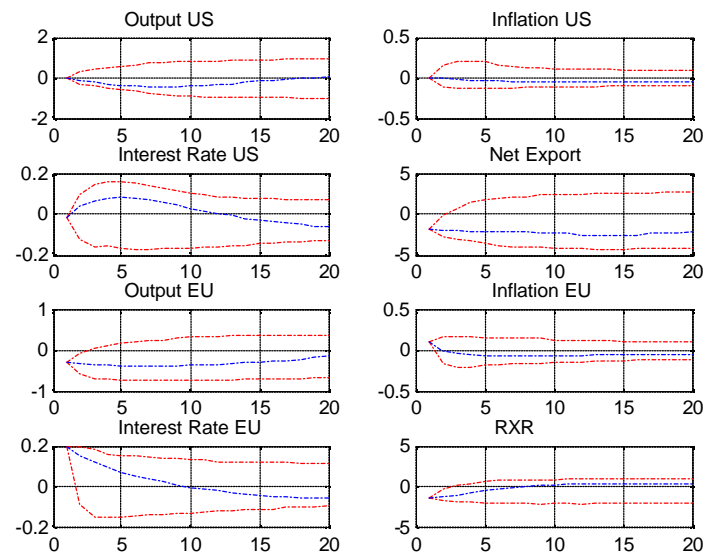 Output US
2
0
-2
0 5 10 15 20
Inflation US
0.5
0
-0.5
0 5 10 15 20
Interest Rate US
0.2
0
-0.2
0 5 10 15 20
Net Export
5
0
-5
0 5 10 15 20
Output EU
1
0
-1
0 5 10 15 20
Inflation EU
0.5
0
-0.5
0 5 10 15 20
Interest Rate EU
0.2
0
-0.2
0 5 10 15 20
RXR
5
0
-5
0 5 10 15 20